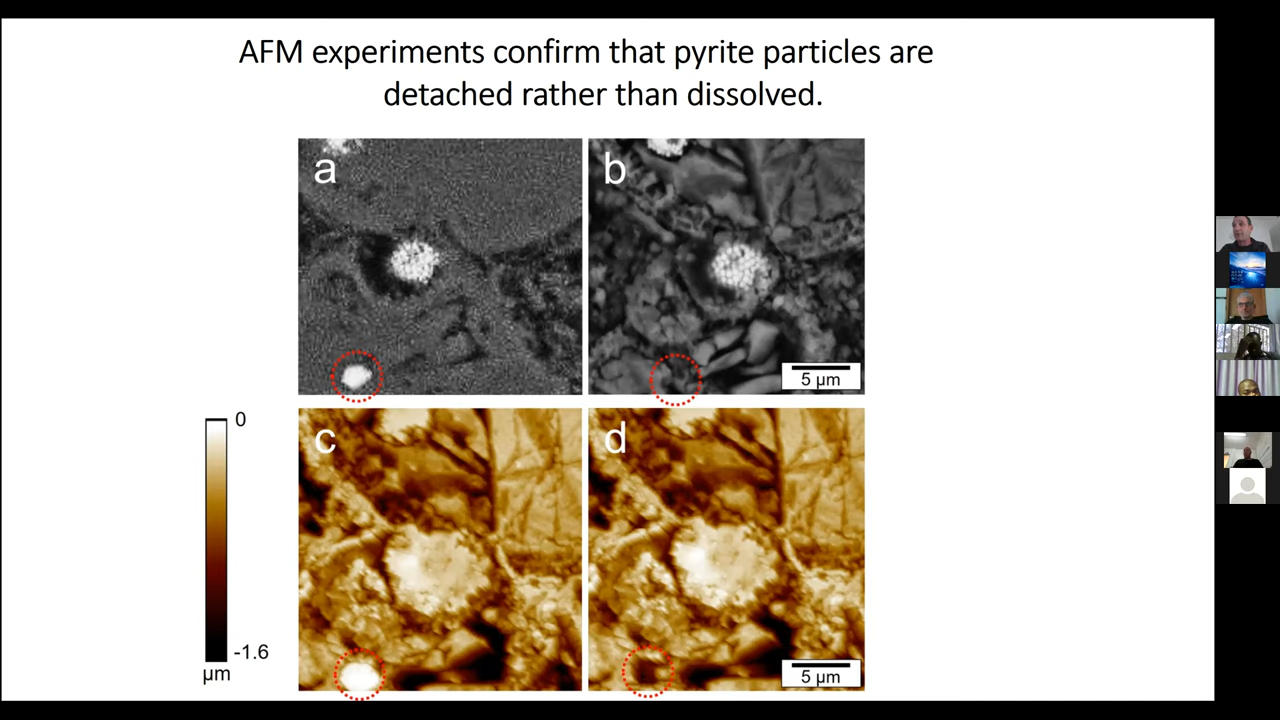 AFM experiments confirm that pyrite particles are
detached rather than dissolved.
a
b
5 µm
c
d
5 µm
0
-1.6
µm